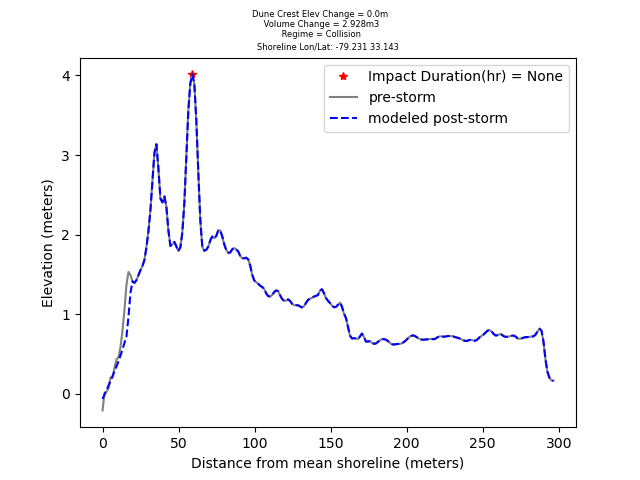 Dune Crest Elev Change = 0.0m
Volume Change = 2.928m3
Regime = Collision
Shoreline Lon/Lat: -79.231 33.143
Impact Duration(hr) = None
pre-storm
modeled post-storm
4
3
2
1
0
Elevation (meters)
0 50 100 150 200 250 300
Distance from mean shoreline (meters)